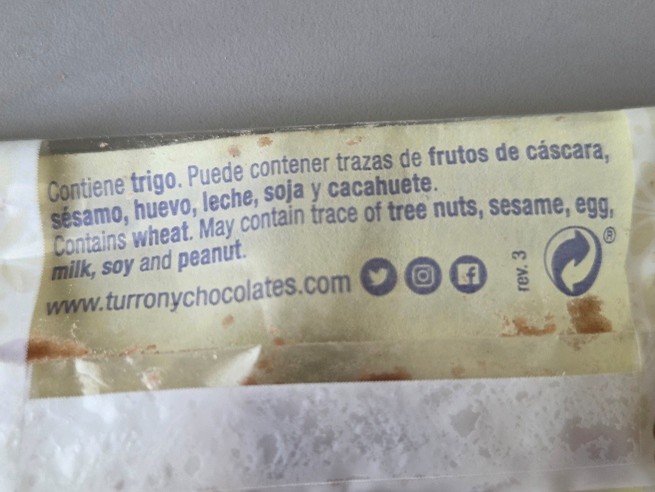 Contiene trigo. Puede contener trazas de frutos de cáscara,
sésamo, huevo, leche, soja y cacahuete.
Contains wheat. May contain trace of tree nuts, sesame, egg,
milk, soy and peanut.
www.turronychocolates.com
rev. 3
®